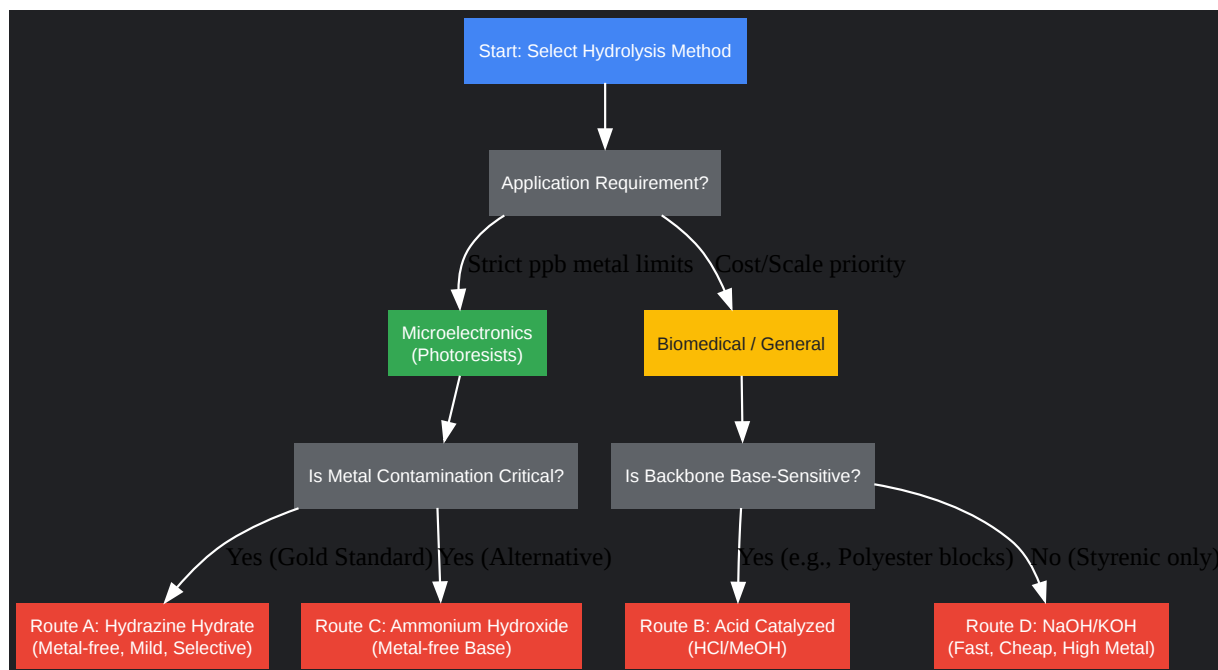 Start: Select Hydrolysis Method
Application Requirement?
Strict ppb metal limits
Cost/Scale priority
Microelectronics
(Photoresists)
Biomedical / General
Is Metal Contamination Critical?
Is Backbone Base-Sensitive?
Yes (Gold Standard)
Yes (Alternative)
Yes (e.g., Polyester blocks)
No (Styrenic only)
Route A: Hydrazine Hydrate
(Metal-free, Mild, Selective)
Route C: Ammonium Hydroxide
(Metal-free Base)
Route B: Acid Catalyzed
(HCl/MeOH)
Route D: NaOH/KOH
(Fast, Cheap, High Metal)